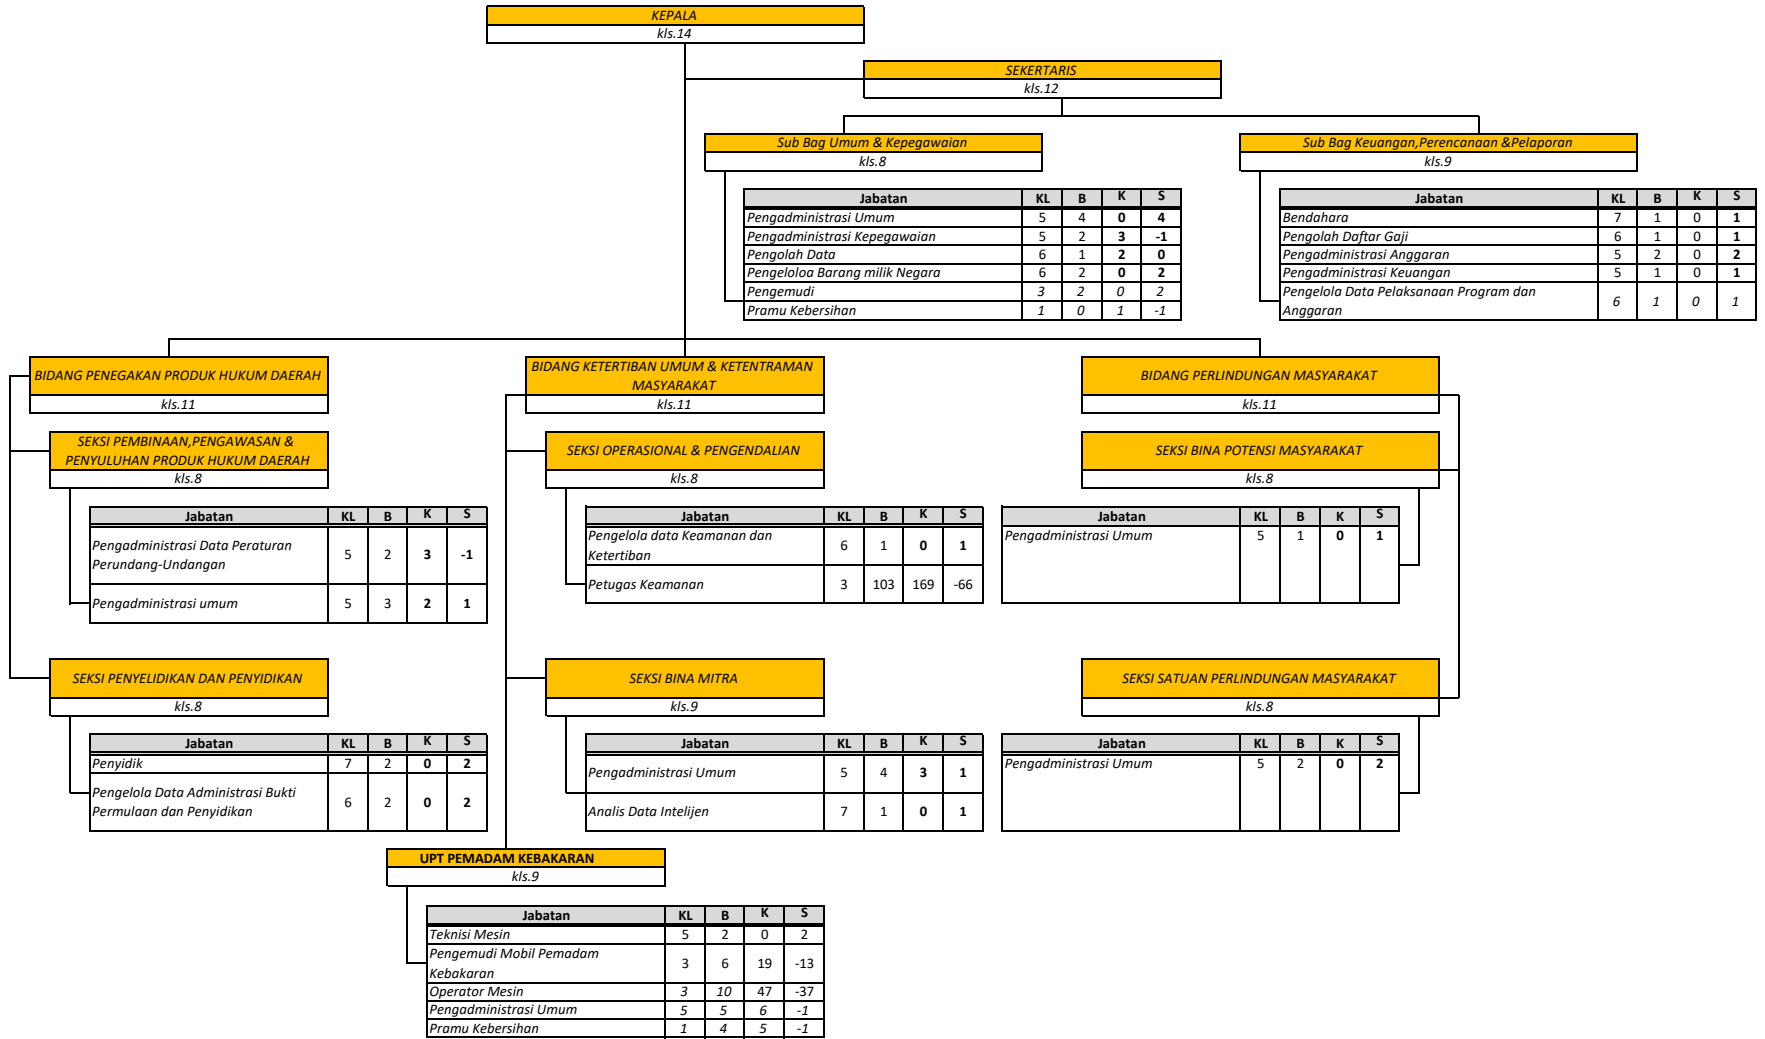 KEPALA
kls.14
SEKERTARIS
kls.12
Sub Bag Umum & Kepegawaian
kls.8
Jabatan KL B K S
Pengadministrasi Umum 5 4 0 4
Pengadministrasi Kepegawaian 5 2 3 -1
Pengolah Data 6 1 2 0
Pengeloloa Barang milik Negara 6 2 0 2
Pengemudi 3 2 0 2
Pramu Kebersihan 1 0 1 -1
Sub Bag Keuangan,Perencanaan &Pelaporan
kls.9
Jabatan KL B K S
Bendahara 7 1 0 1
Pengolah Daftar Gaji 6 1 0 1
Pengadministrasi Anggaran 5 2 0 2
Pengadministrasi Keuangan 5 1 0 1
Pengelola Data Pelaksanaan Program dan
Anggaran 6 1 0 1
BIDANG PENEGAKAN PRODUK HUKUM DAERAH
kls.11
SEKSI PEMBINAAN,PENGAWASAN &
PENYULUHAN PRODUK HUKUM DAERAH
kls.8
Jabatan KL B K S
Pengadministrasi Data Peraturan
Perundang-Undangan 5 2 3 -1
Pengadministrasi umum 5 3 2 1
SEKSI PENYELIDIKAN DAN PENYIDIKAN
kls.8
Jabatan KL B K S
Penyidik 7 2 0 2
Pengelola Data Administrasi Bukti
Permulaan dan Penyidikan 6 2 0 2
BIDANG KETERTIBAN UMUM & KETENTRAMAN
MASYARAKAT
kls.11
SEKSI OPERASIONAL & PENGENDALIAN
kls.8
Jabatan KL B K S
Pengelola data Keamanan dan
Ketertiban 6 1 0 1
Petugas Keamanan 3 103 169 -66
SEKSI BINA MITRA
kls.9
Jabatan KL B K S
Pengadministrasi Umum 5 4 3 1
Analis Data Intelijen 7 1 0 1
BIDANG PERLINDUNGAN MASYARAKAT
kls.11
SEKSI BINA POTENSI MASYARAKAT
kls.8
Jabatan KL B K S
Pengadministrasi Umum 5 1 0 1
SEKSI SATUAN PERLINDUNGAN MASYARAKAT
kls.8
Jabatan KL B K S
Pengadministrasi Umum 5 2 0 2
UPT PEMADAM KEBAKARAN
kls.9
Jabatan KL B K S
Teknisi Mesin 5 2 0 2
Pengemudi Mobil Pemadam
Kebakaran 3 6 19 -13
Operator Mesin 3 10 47 -37
Pengadministrasi Umum 5 5 6 -1
Pramu Kebersihan 1 4 5 -1